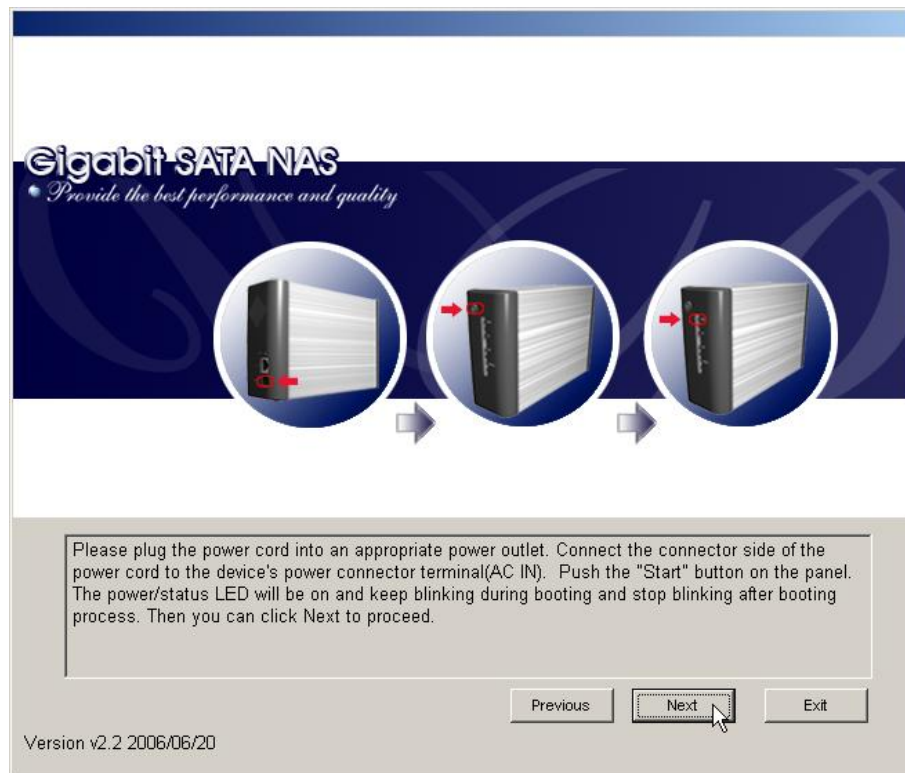 Gigabit SATA NAS
Provide the best performance and quality
Please plug the power cord into an appropriate power outlet. Connect the connector side of the
power cord to the device's power connector terminal(AC IN).  Push the "Start" button on the panel.
The power/status LED will be on and keep blinking during booting and stop blinking after booting
process. Then you can click Next to proceed.
Previous
Next
Exit
Version v2.2 2006/06/20